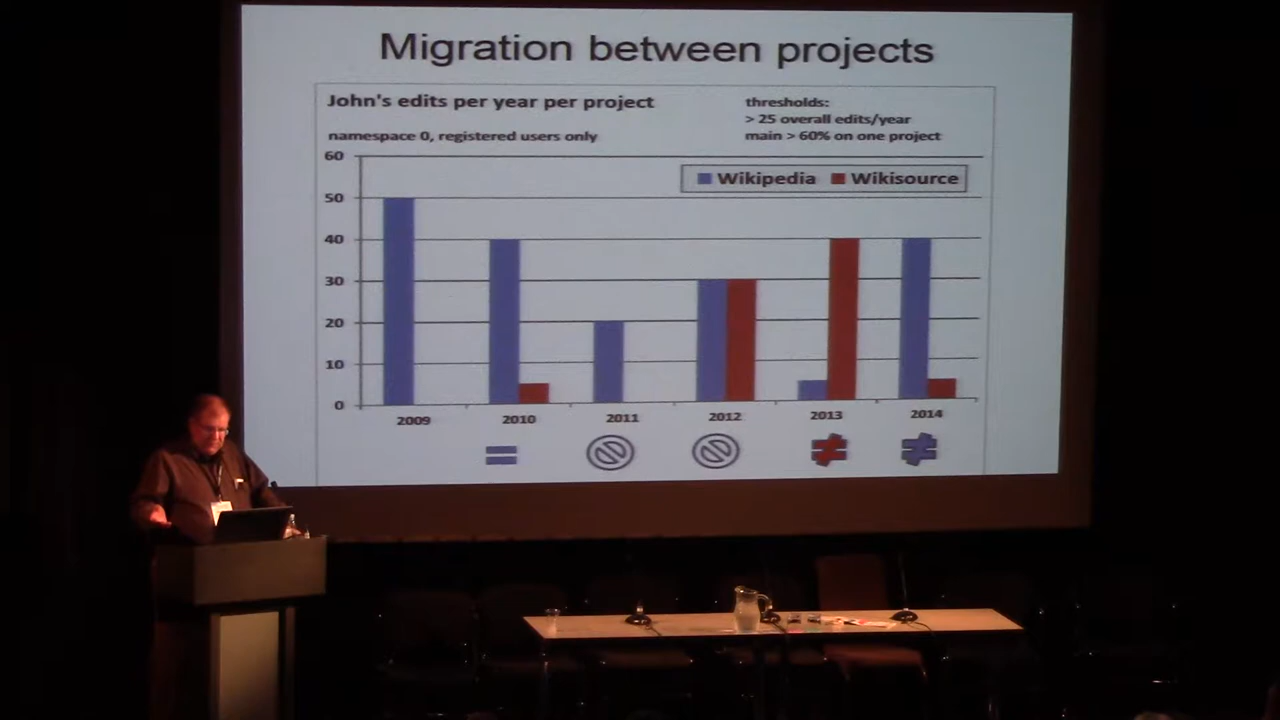 Migration between projects
John's edits per year per project
thresholds:
> 25 overall edits/year
namespace 0, registered users only
main > 60% on one project
60
Wikipedia Wikisource
50
40
30
20
10
0
2009 2010 2011 2012 2013 2014
= ≠ ≠